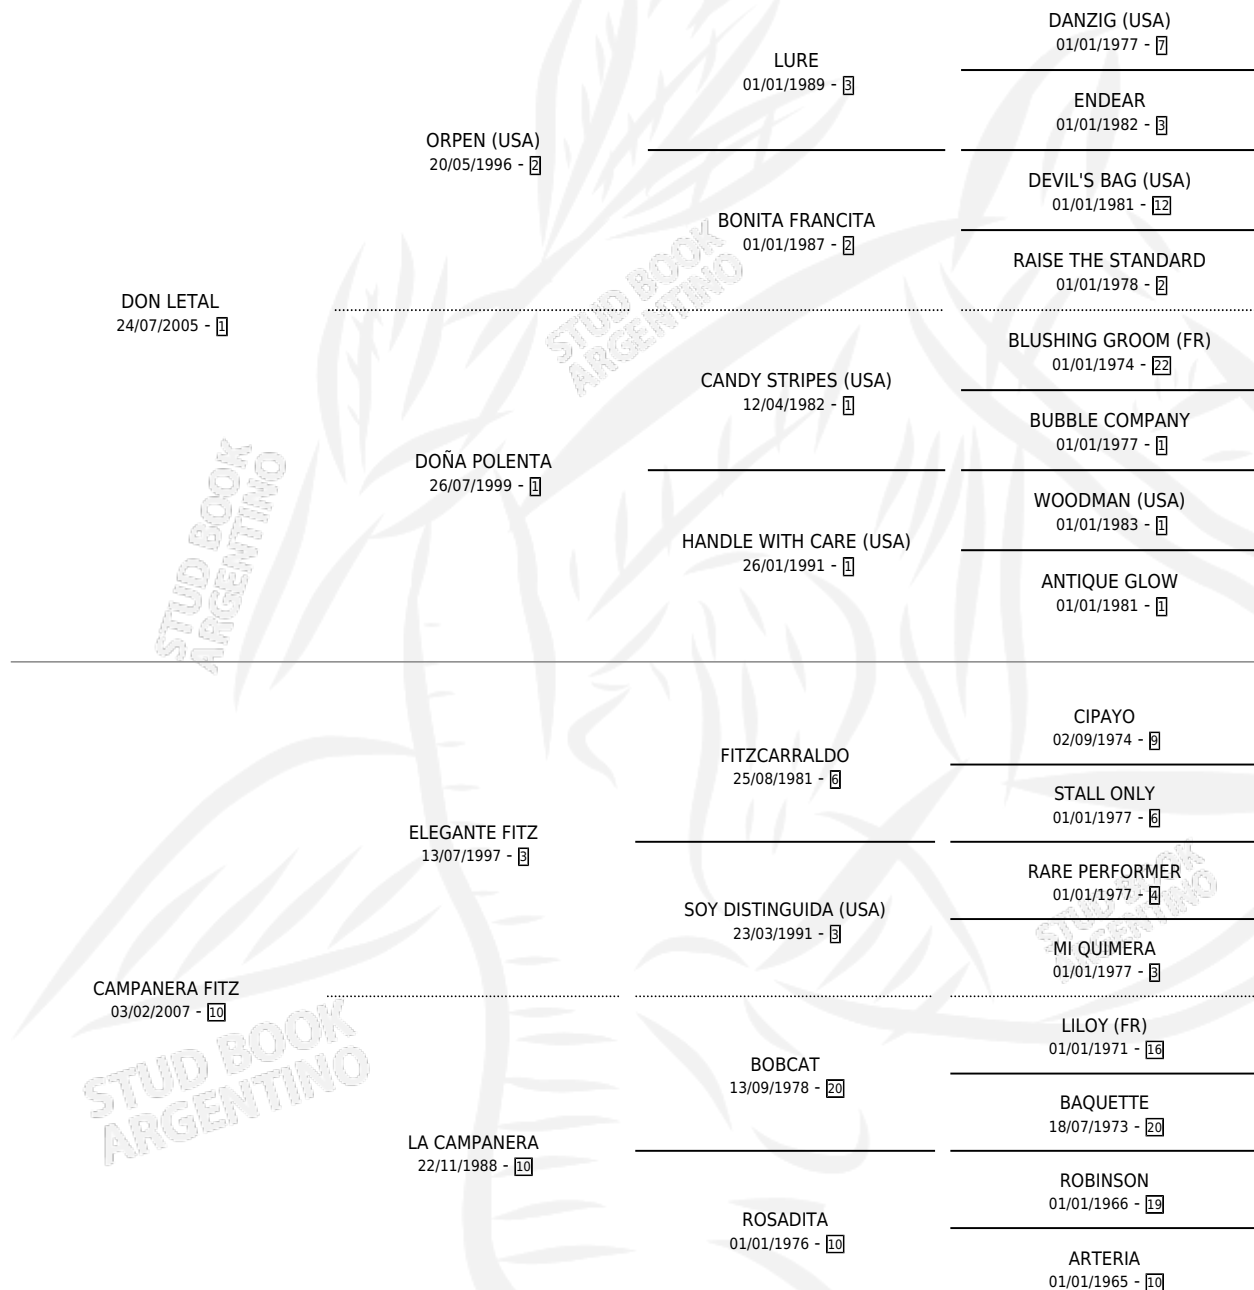 DANZIG (USA)
01/01/1977 - 7
LURE
01/01/1989 - 3
ENDEAR
01/01/1982 - 3
ORPEN (USA)
20/05/1996 - 2
DEVIL'S BAG (USA)
01/01/1981 - 12
BONITA FRANCITA
01/01/1987 - 2
RAISE THE STANDARD
01/01/1978 - 2
DON LETAL
24/07/2005 - 1
BLUSHING GROOM (FR)
01/01/1974 - 22
CANDY STRIPES (USA)
12/04/1982 - 1
BUBBLE COMPANY
01/01/1977 - 1
DOÑA POLENTA
26/07/1999 - 1
WOODMAN (USA)
01/01/1983 - 1
HANDLE WITH CARE (USA)
26/01/1991 - 1
ANTIQUE GLOW
01/01/1981 - 1
CIPAYO
02/09/1974 - 9
FITZCARRALDO
25/08/1981 - 6
STALL ONLY
01/01/1977 - 6
ELEGANTE FITZ
13/07/1997 - 3
RARE PERFORMER
01/01/1977 - 4
SOY DISTINGUIDA (USA)
23/03/1991 - 3
MI QUIMERA
01/01/1977 - 3
CAMPANERA FITZ
03/02/2007 - 10
LILOY (FR)
01/01/1971 - 16
BOBCAT
13/09/1978 - 20
BAQUETTE
18/07/1973 - 20
LA CAMPANERA
22/11/1988 - 10
ROBINSON
01/01/1966 - 19
ROSADITA
01/01/1976 - 10
ARTERIA
01/01/1965 - 10
STUD BOOK
ARGENTINO
STUD BOOK
ARGENTINO
STUD BOOK
ARGENTINO
STUD BOOK
ARGENTINO